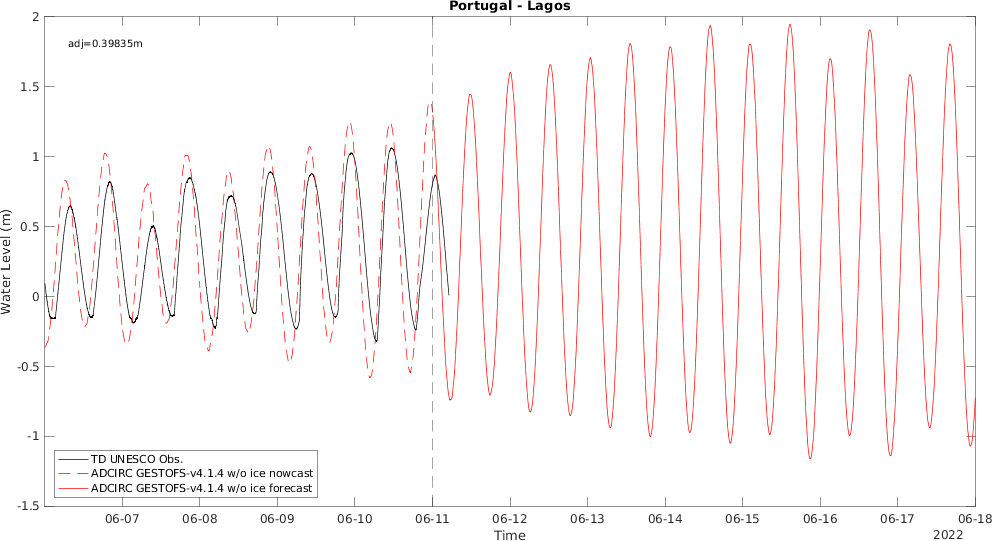 Portugal - Lagos
adj=0.39835m
Water Level (m)
2
1.5
1
0.5
0
-0.5
-1
-1.5
TD UNESCO Obs.
ADCIRC GESTOFS-v4.1.4 w/o ice nowcast
ADCIRC GESTOFS-v4.1.4 w/o ice forecast
06-07 06-08 06-09 06-10 06-11 06-12 06-13 06-14 06-15 06-16 06-17 06-18
Time
2022